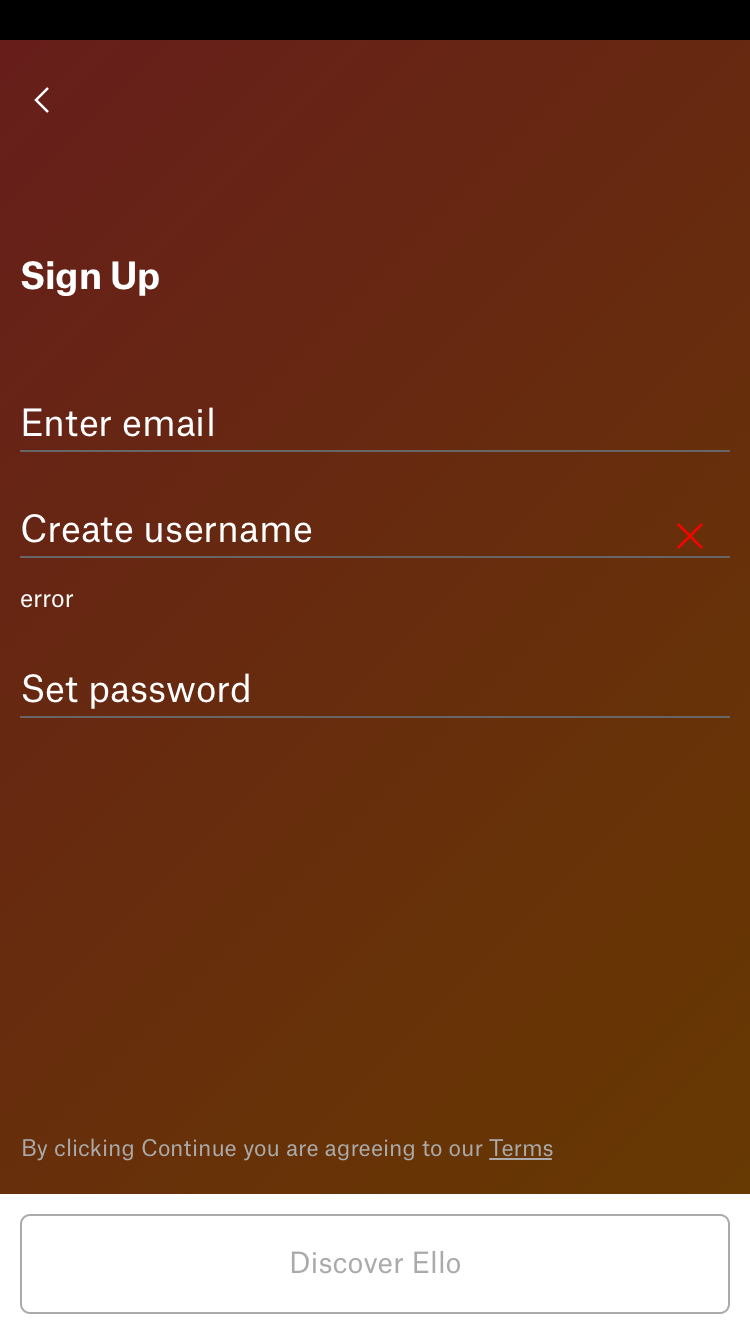 Sign Up
Enter email
Create username
error
Set password
By clicking Continue you are agreeing to our Terms
Discover Ello